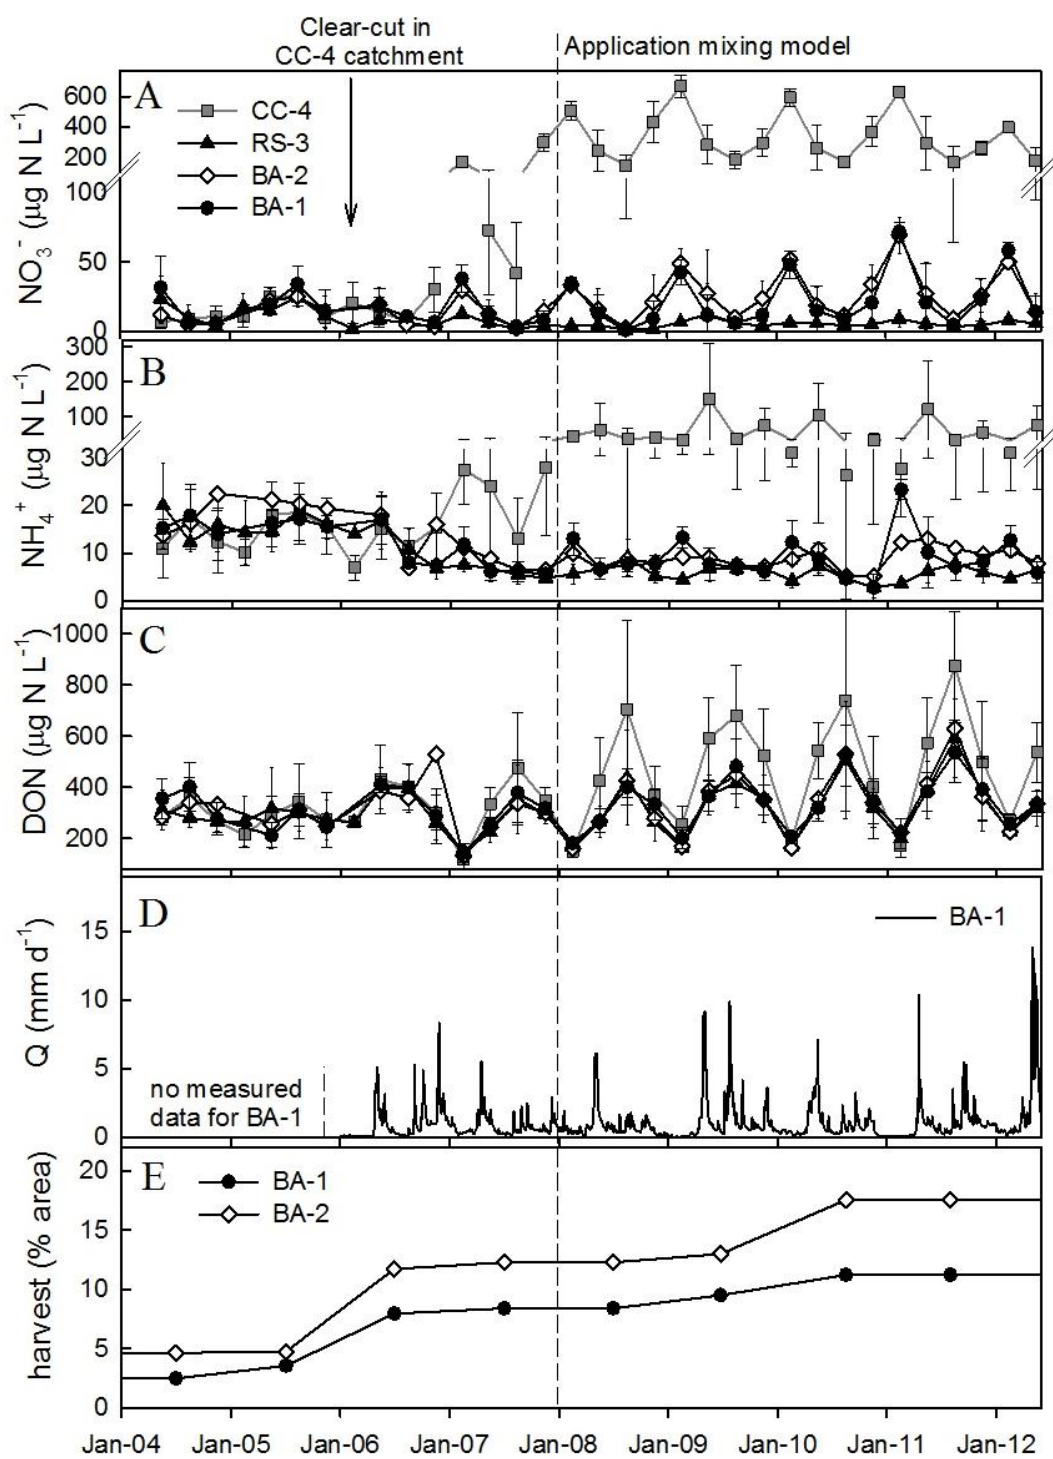 Clear-cut in
CC-4 catchment
Application mixing model
A
CC-4
RS-3
BA-2
BA-1
600
400
200
100
50
0
NO₃⁻ (µg N L⁻¹)
B
300
200
100
30
20
10
0
NH₄⁺ (µg N L⁻¹)
C
1000
800
600
400
200
DON (µg N L⁻¹)
D
BA-1
15
10
5
0
Q (mm d⁻¹)
no measured
data for BA-1
E
BA-1
BA-2
20
15
10
5
0
harvest (% area)
Jan-04 Jan-05 Jan-06 Jan-07 Jan-08 Jan-09 Jan-10 Jan-11 Jan-12